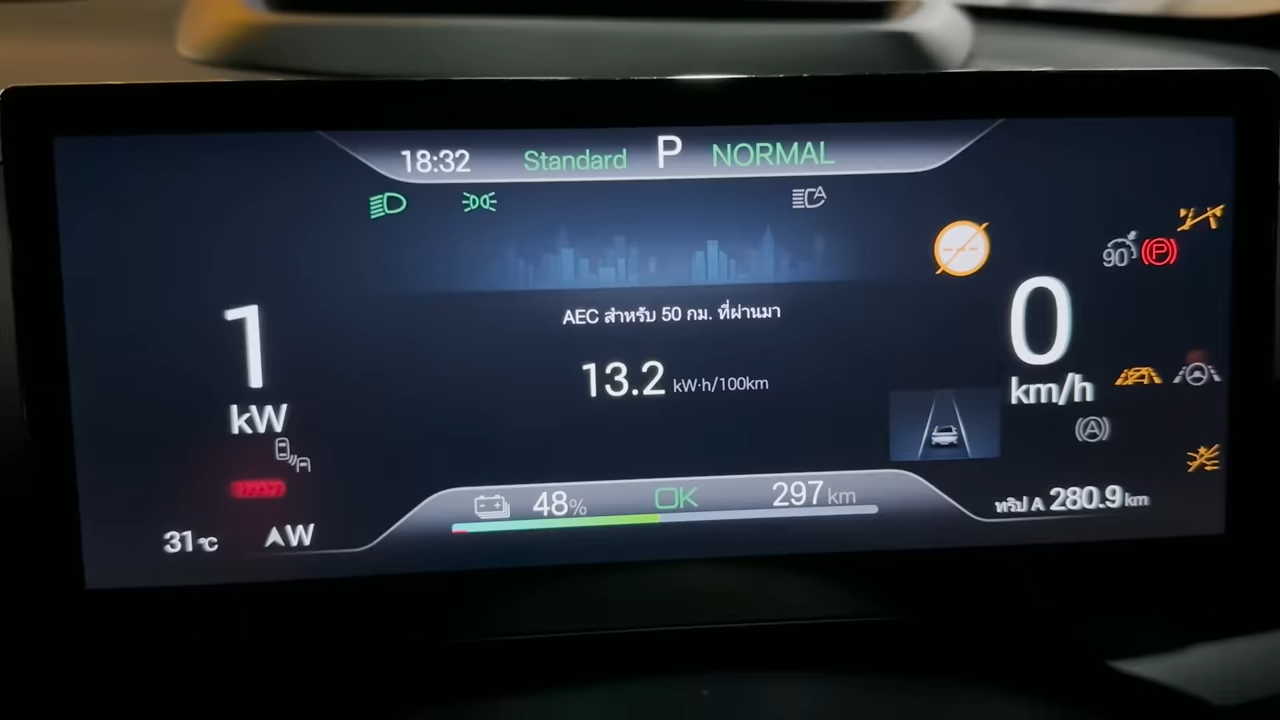 18:32 Standard P NORMAL
A
90 P
AEC สำหรับ 50 กม. ที่ผ่านมา
1
kW
0
km/h
13.2 kW·h/100km
A
48% OK 297 km
ทริป A 280.9 km
31℃ W